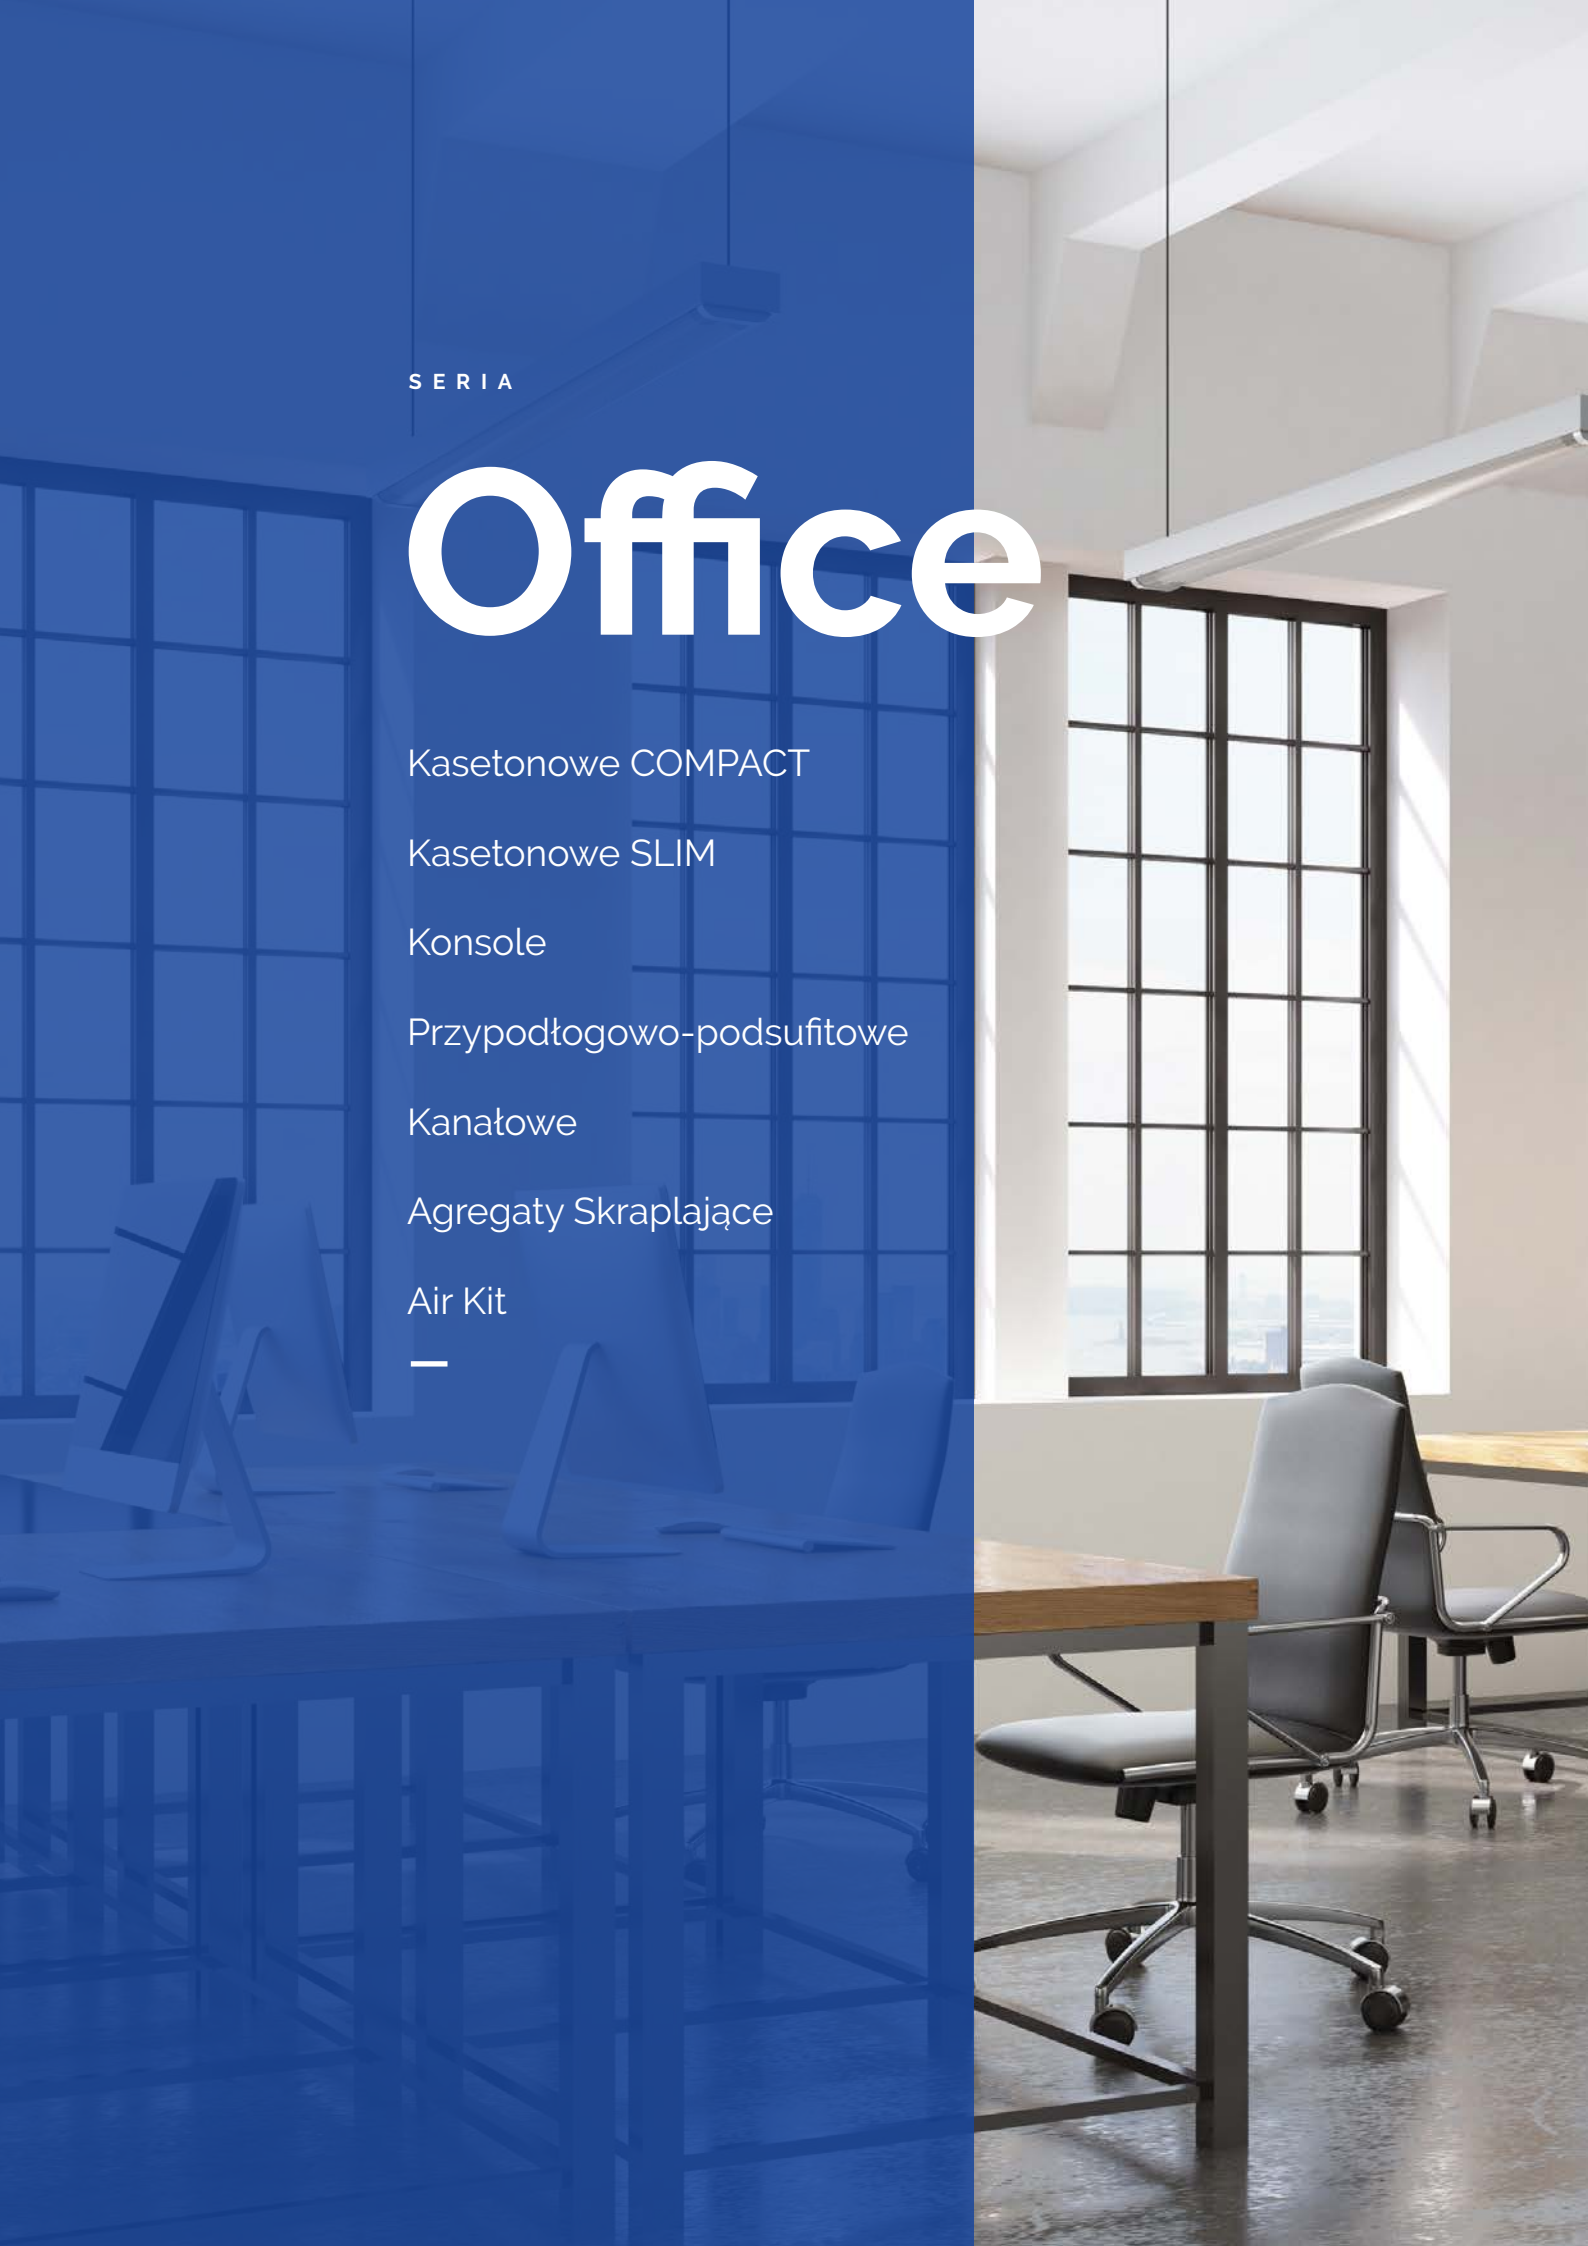 SERIA
Office
Kasetonowe COMPACT
Kasetonowe SLIM
Konsole
Przypodłogowo-podsufitowe
Kanałowe
Agregaty Skraplające
Air Kit